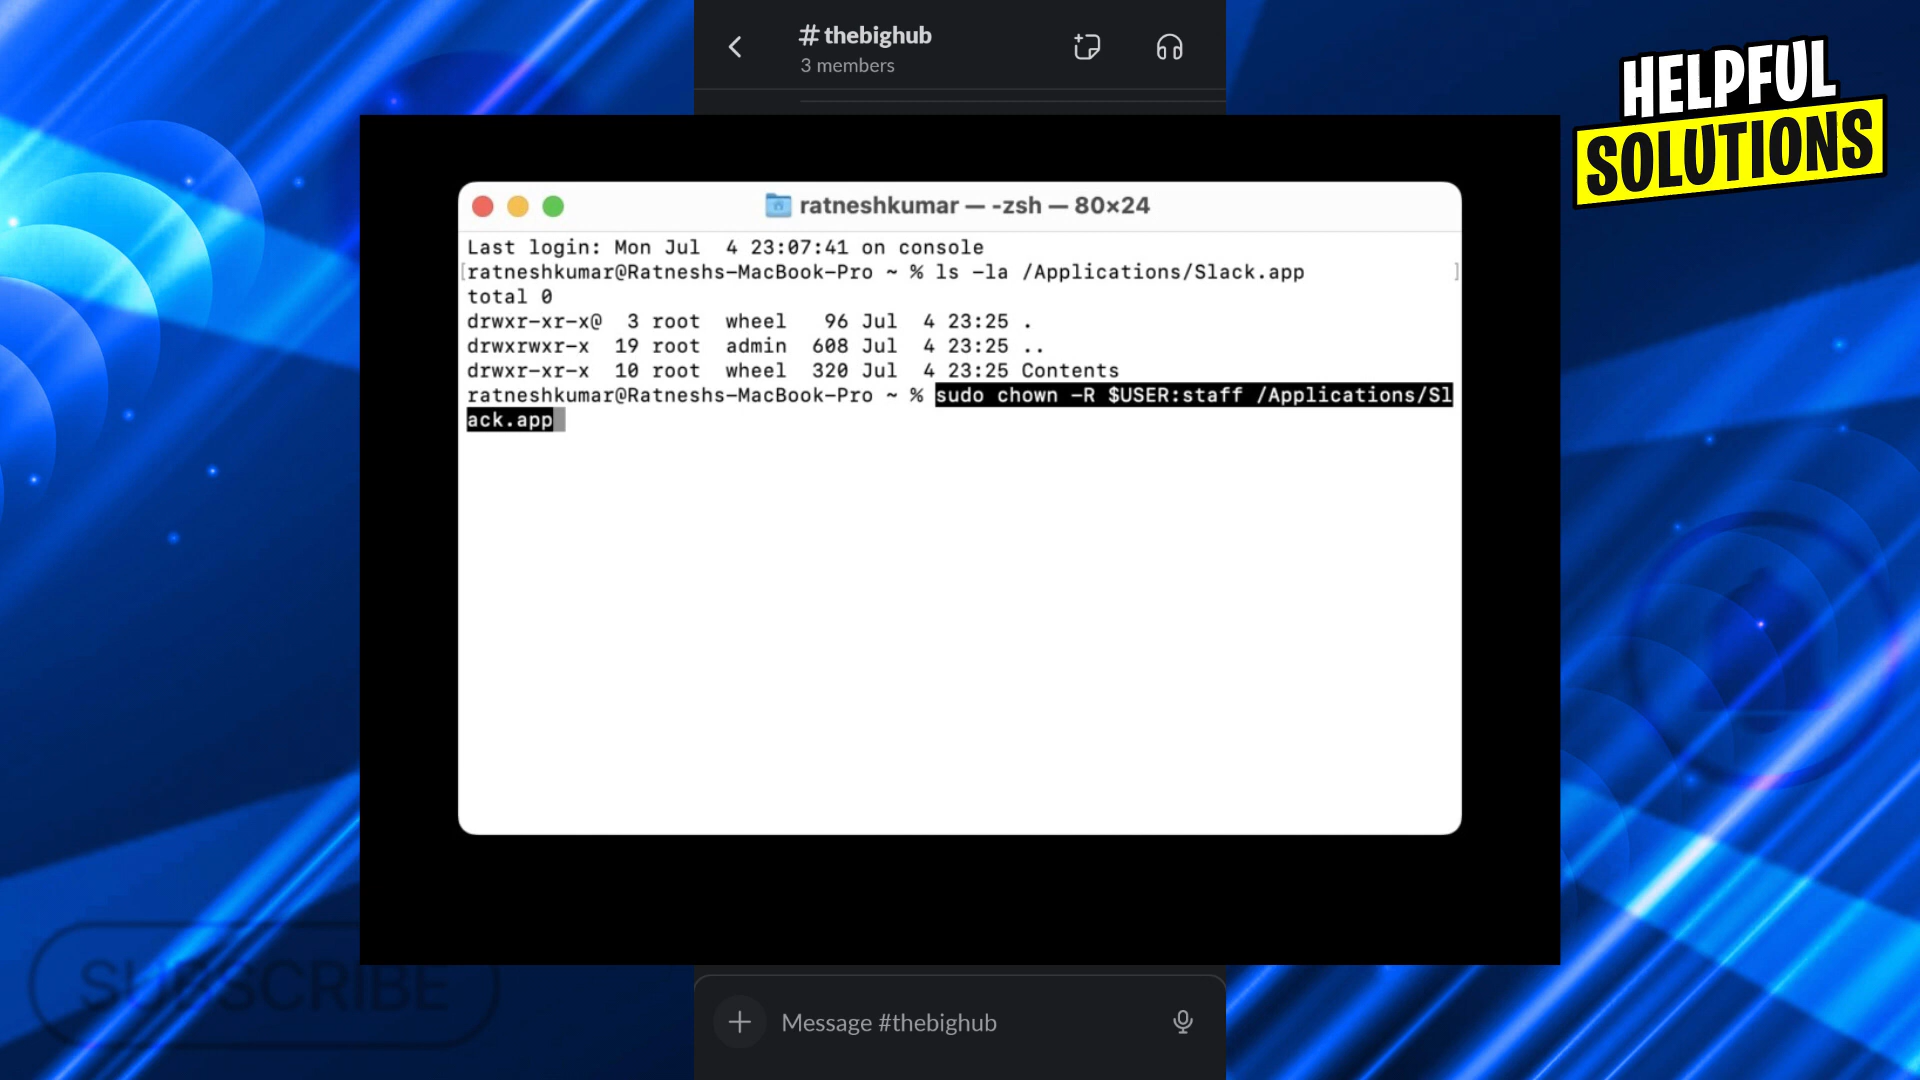 # thebighub
3 members
HELPFUL
SOLUTIONS
ratneshkumar — -zsh — 80×24
Last login: Mon Jul  4 23:07:41 on console
[ratneshkumar@Ratneshs-MacBook-Pro ~ % ls -la /Applications/Slack.app ]
total 0
drwxr-xr-x@  3 root  wheel   96 Jul  4 23:25 .
drwxrwxr-x  19 root  admin  608 Jul  4 23:25 ..
drwxr-xr-x  10 root  wheel  320 Jul  4 23:25 Contents
ratneshkumar@Ratneshs-MacBook-Pro ~ % sudo chown -R $USER:staff /Applications/Sl
ack.app
SUBSCRIBE
Message #thebighub